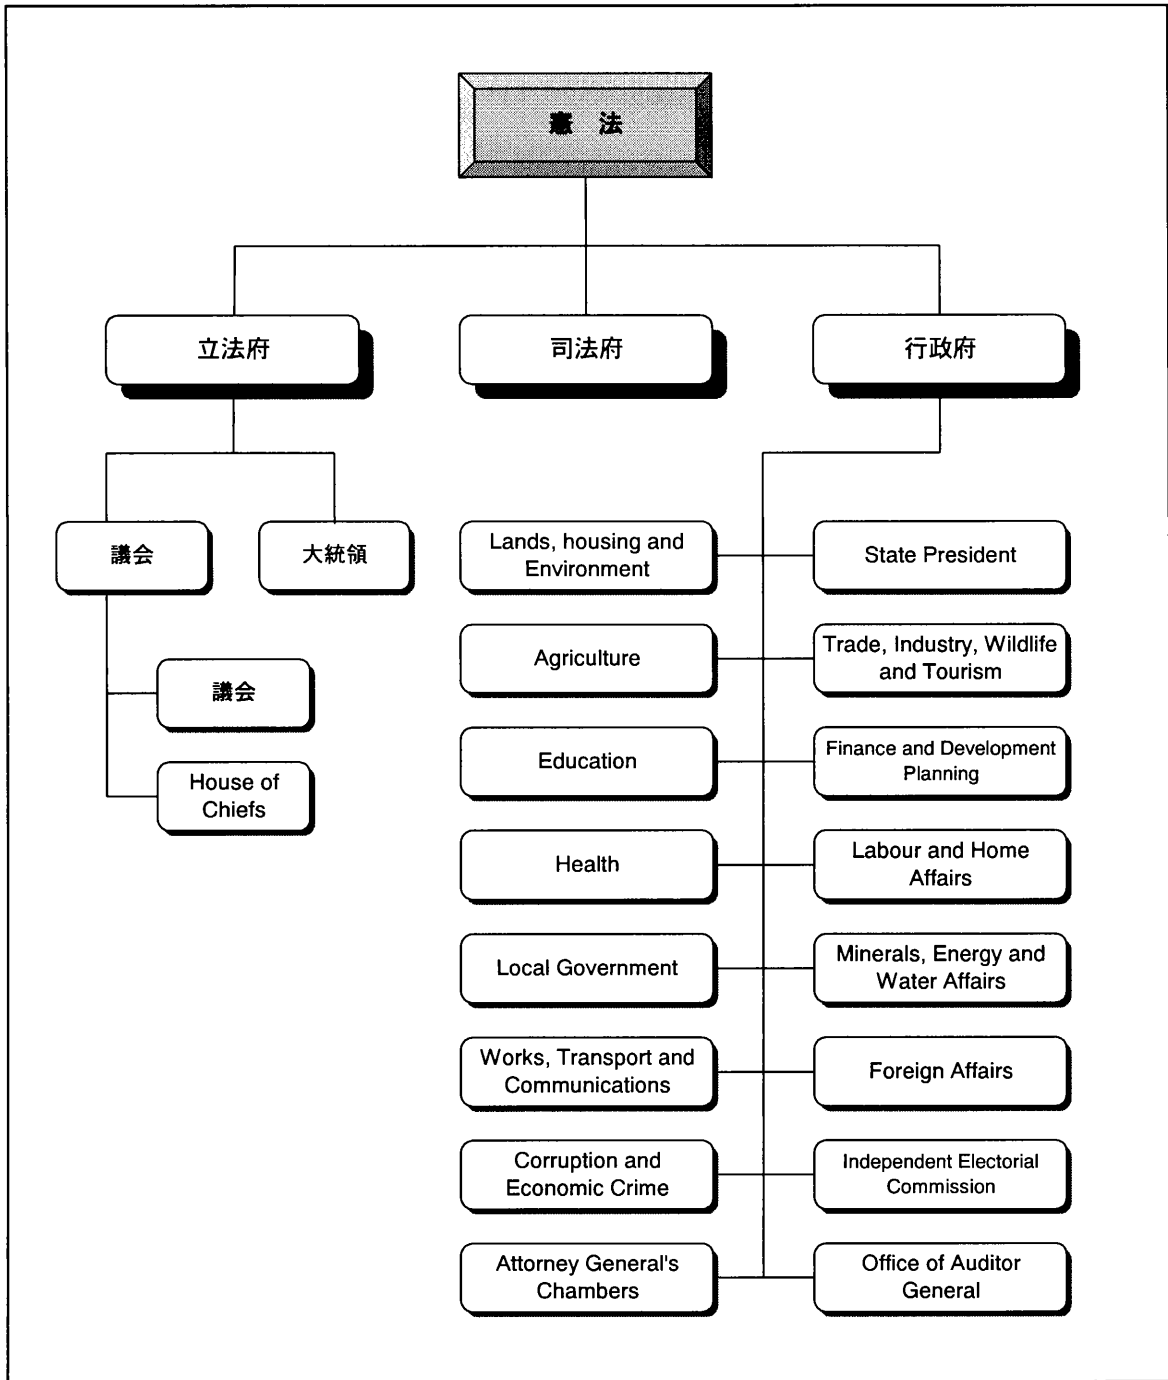 憲 法
立法府
司法府
行政府
議会
大統領
議会
House of
Chiefs
Lands, housing and
Environment
State President
Agriculture
Trade, Industry, Wildlife
and Tourism
Education
Finance and Development
Planning
Health
Labour and Home
Affairs
Local Government
Minerals, Energy and
Water Affairs
Works, Transport and
Communications
Foreign Affairs
Corruption and
Economic Crime
Independent Electorial
Commission
Attorney General's
Chambers
Office of Auditor
General